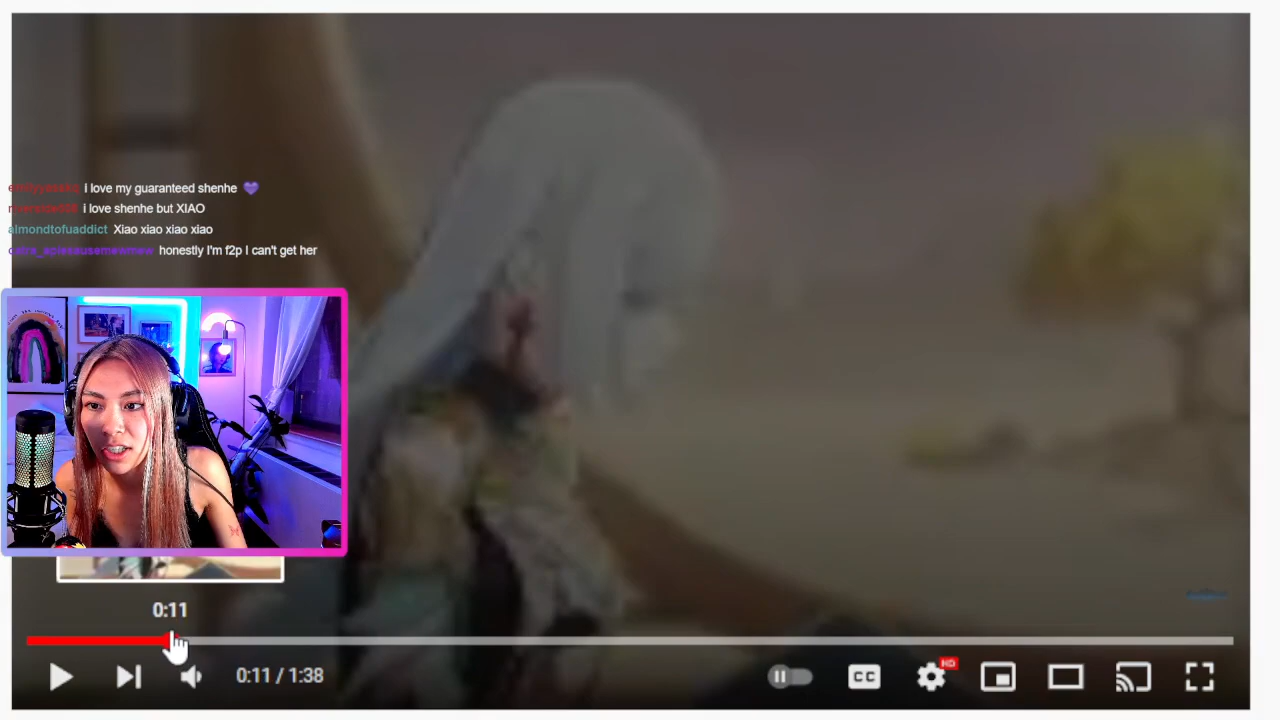 i love my guaranteed shenhe 💜
i love shenhe but XIAO
almondtofuaddict Xiao xiao xiao xiao
honestly I'm f2p I can't get her
0:11
0:11 / 1:38
CC
HD